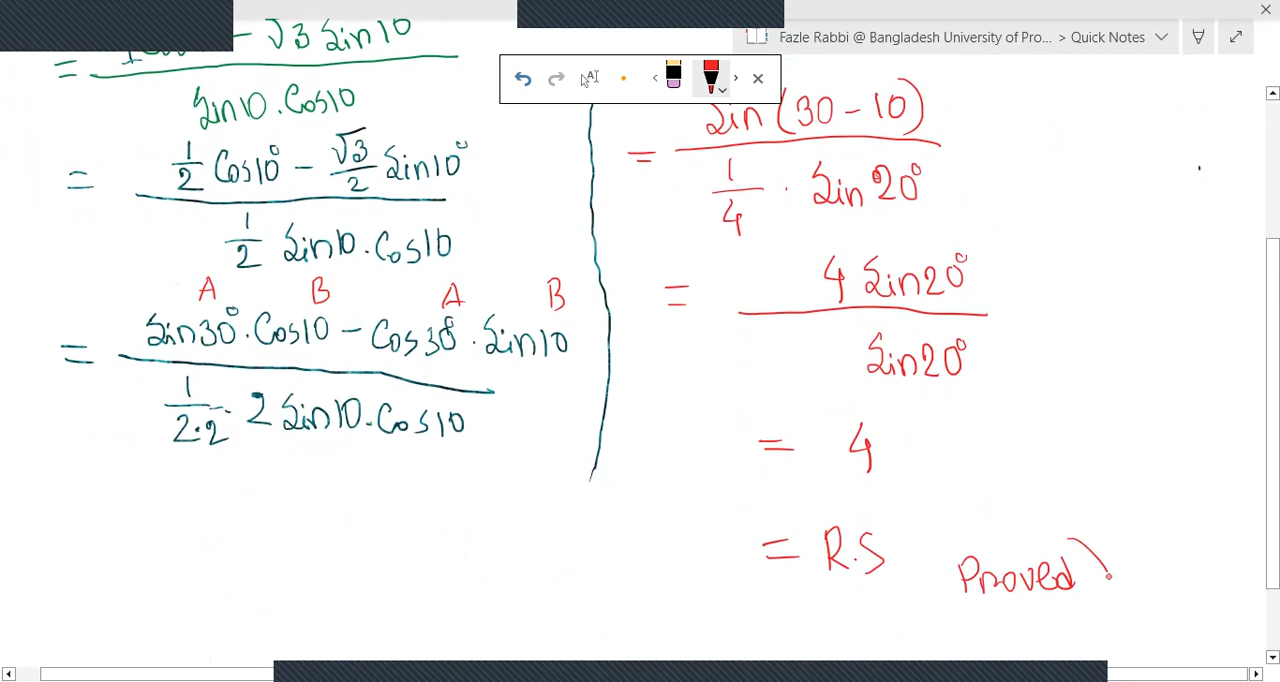 Fazle Rabbi @ Bangladesh University of Pro... > Quick Notes
- √3 Sin10
=
Sin10.Cos10
= 1/2 Cos10° - √3/2 Sin10°
1/2 Sin10.Cos10
A B A B
= Sin30°.Cos10 - Cos30°.Sin10
1/2.2 . 2 Sin10.Cos10
= Sin(30-10)
1/4 . Sin20°
= 4 Sin20°
Sin20°
= 4
= R.S Proved)